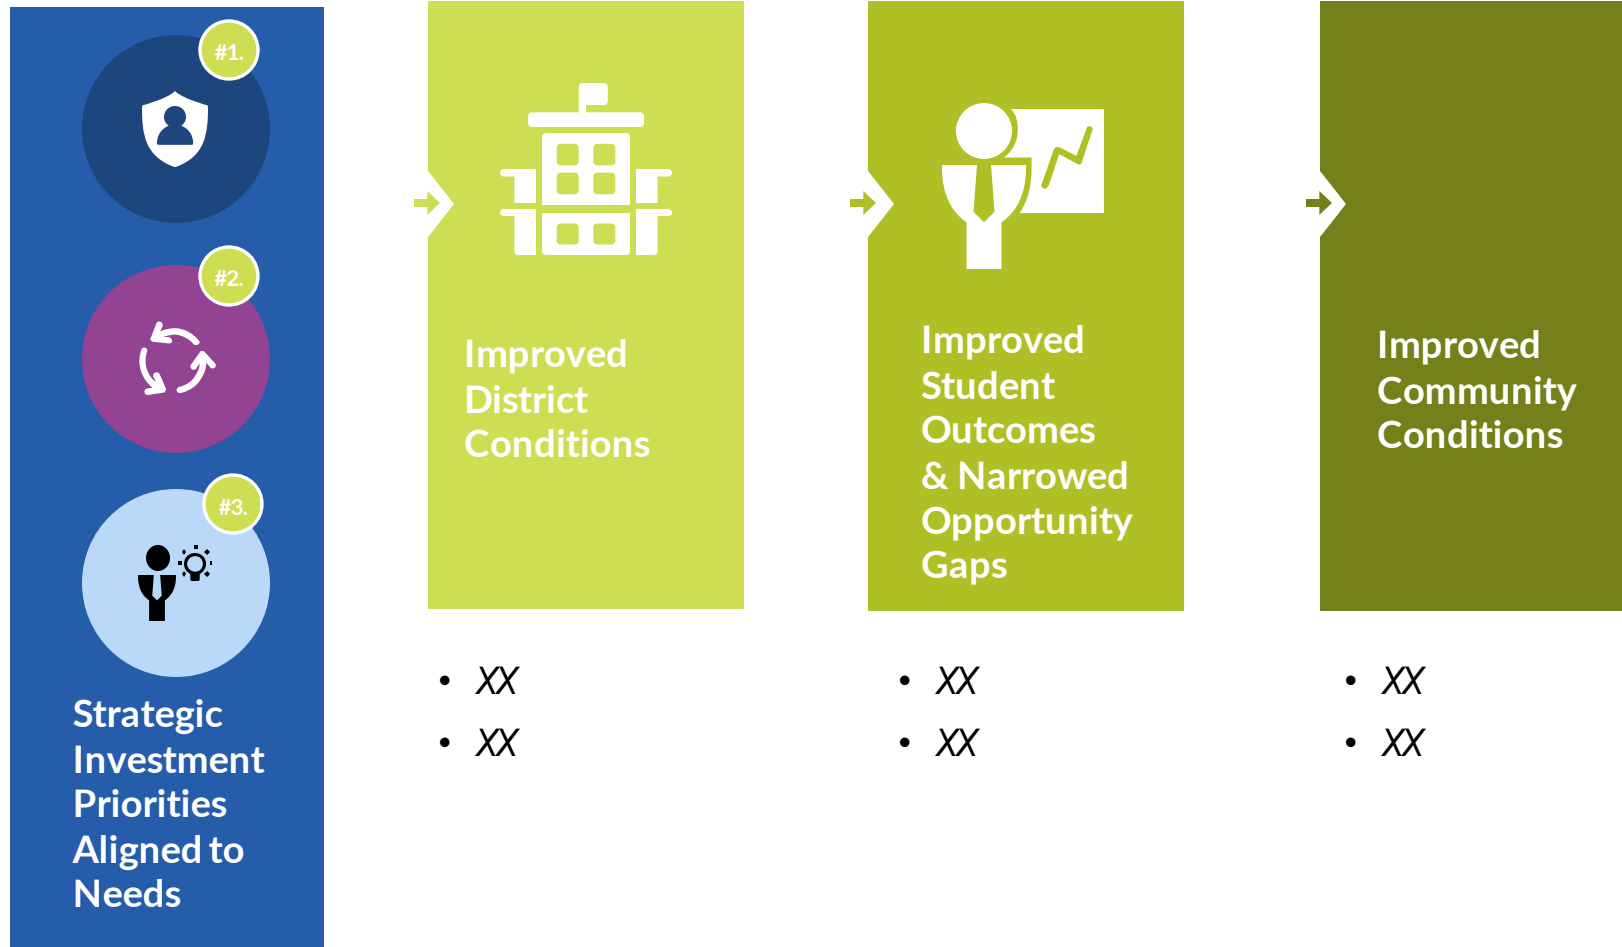 #1.
#2.
#3.
Strategic
Investment
Priorities
Aligned to
Needs
Improved
District
Conditions
• XX
• XX
Improved
Student
Outcomes
& Narrowed
Opportunity
Gaps
• XX
• XX
Improved
Community
Conditions
• XX
• XX